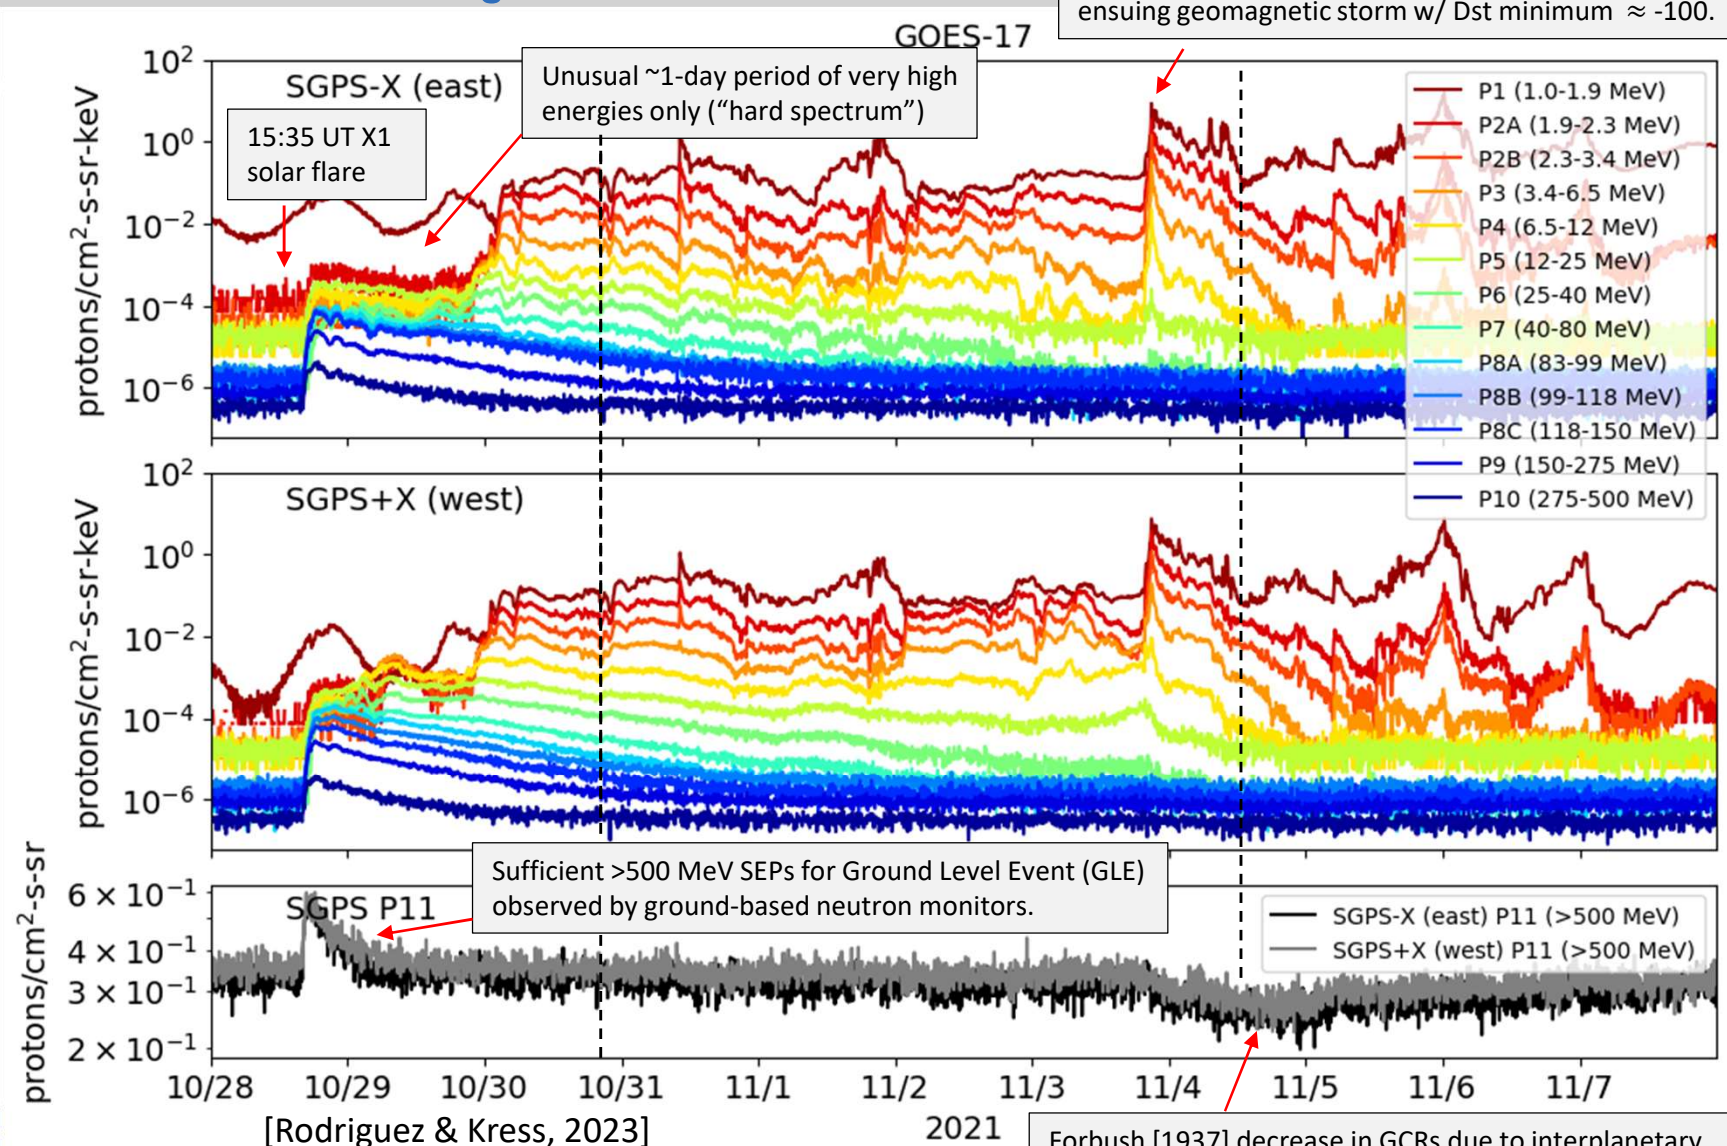 ensuing geomagnetic storm w/ Dst minimum ≈ -100.
GOES-17
SGPS-X (east)
Unusual ~1-day period of very high
energies only (“hard spectrum”)
15:35 UT X1
solar flare
protons/cm²-s-sr-keV
10²
10⁰
10⁻²
10⁻⁴
10⁻⁶
P1 (1.0-1.9 MeV)
P2A (1.9-2.3 MeV)
P2B (2.3-3.4 MeV)
P3 (3.4-6.5 MeV)
P4 (6.5-12 MeV)
P5 (12-25 MeV)
P6 (25-40 MeV)
P7 (40-80 MeV)
P8A (83-99 MeV)
P8B (99-118 MeV)
P8C (118-150 MeV)
P9 (150-275 MeV)
P10 (275-500 MeV)
SGPS+X (west)
protons/cm²-s-sr-keV
10²
10⁰
10⁻²
10⁻⁴
10⁻⁶
Sufficient >500 MeV SEPs for Ground Level Event (GLE)
observed by ground-based neutron monitors.
SGPS P11
protons/cm²-s-sr
6 × 10⁻¹
4 × 10⁻¹
3 × 10⁻¹
2 × 10⁻¹
SGPS-X (east) P11 (>500 MeV)
SGPS+X (west) P11 (>500 MeV)
10/28 10/29 10/30 10/31 11/1 11/2 11/3 11/4 11/5 11/6 11/7
[Rodriguez & Kress, 2023]
2021
Forbush [1937] decrease in GCRs due to interplanetary